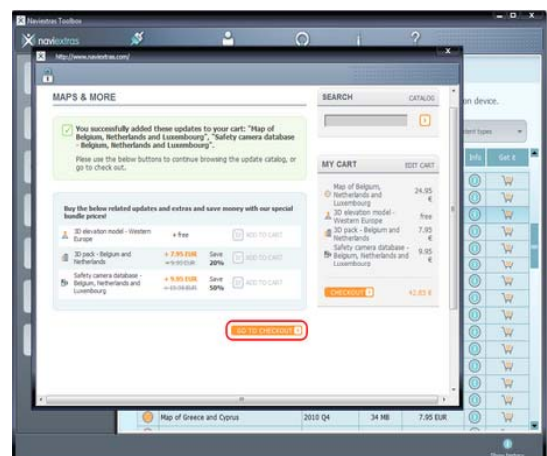 Naviextras Toolbox
naviextras
http://www.naviextras.com/
MAPS & MORE
You successfully added these updates to your cart: "Map of
Belgium, Netherlands and Luxembourg", "Safety camera database
- Belgium, Netherlands and Luxembourg".
Plese use the below buttons to continue browsing the update catalog, or
go to check out.
Buy the below related updates and extras and save money with our special
bundle prices!
3D elevation model - Western
Europe
+ free
ADD TO CART
3D pack - Belgium and
Netherlands
+ 7.95 EUR
Save
20%
ADD TO CART
Safety camera database -
Belgium, Netherlands and
Luxembourg
+ 9.95 EUR
Save
50%
ADD TO CART
GO TO CHECKOUT
SEARCH
CATALOG
MY CART
EDIT CART
Map of Belgium,
Netherlands and
Luxembourg
24.95
€
3D elevation model -
Western Europe
free
3D pack - Belgium and
Netherlands
7.95
€
Safety camera database -
Belgium, Netherlands and
Luxembourg
9.95
€
CHECKOUT
42.85 €
on device.
Info
Get it
Map of Greece and Cyprus
2010 Q4
34 MB
7.95 EUR